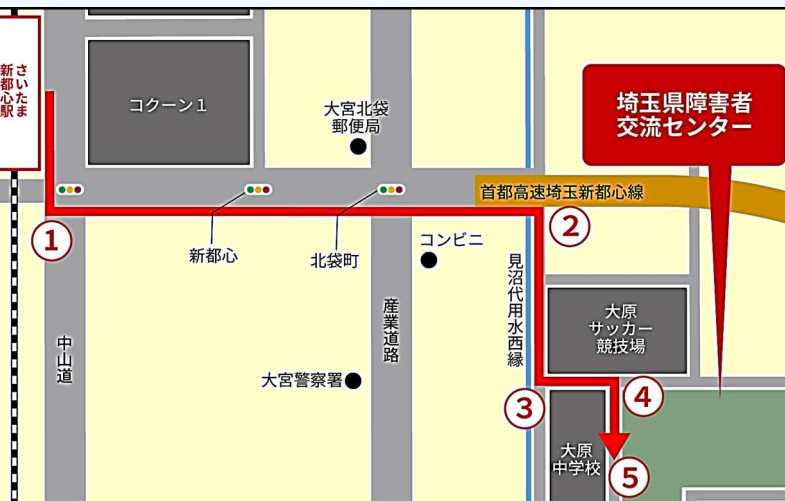 さいたま
新都心駅
コクーン1
大宮北袋
郵便局
埼玉県障害者
交流センター
首都高速埼玉新都心線
①
②
新都心
北袋町
コンビニ
見沼代用水西縁
産業道路
中山道
大原
サッカー
競技場
大宮警察署
③
④
大原
中学校
⑤